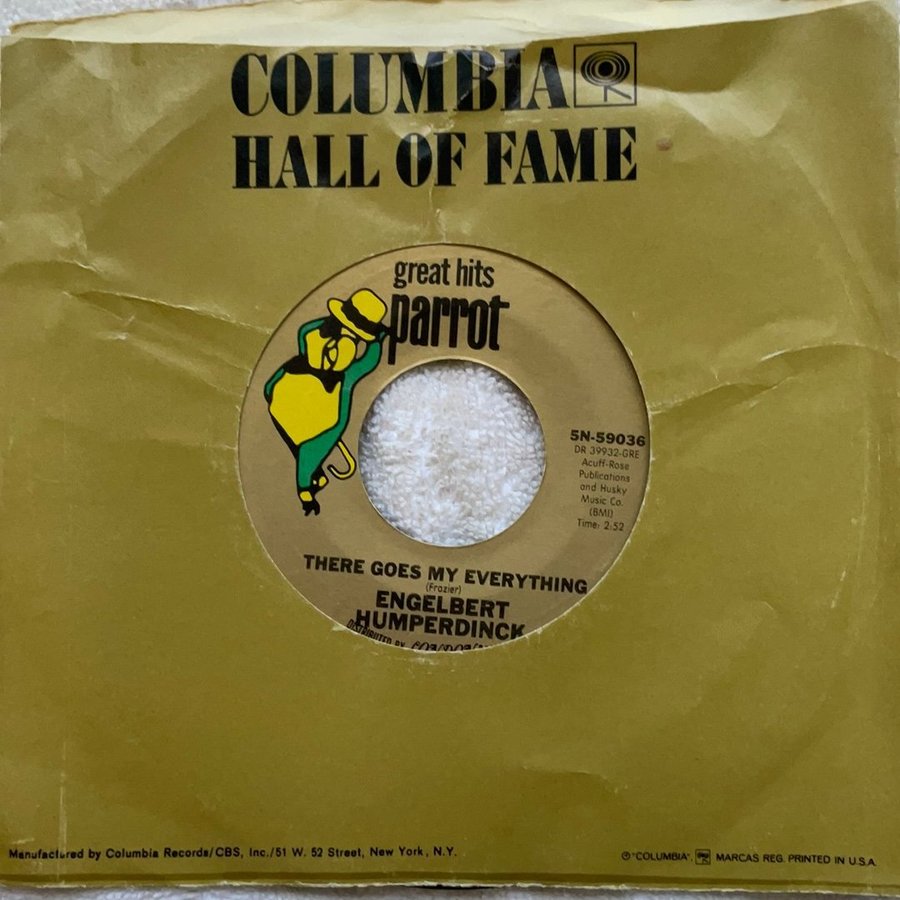 COLUMBIA
HALL OF FAME
great hits
parrot
5N-59036
DR 39932-GRE
Acuff-Rose
Publications
and Husky
Music Co.
(BMI)
Time: 2:52
THERE GOES MY EVERYTHING
(Frazier)
ENGELBERT
HUMPERDINCK
DISTRIBUTED BY
Manufactured by Columbia Records/CBS, Inc./51 W. 52 Street, New York, N.Y.
℗ "COLUMBIA", MARCAS REG. PRINTED IN U.S.A.